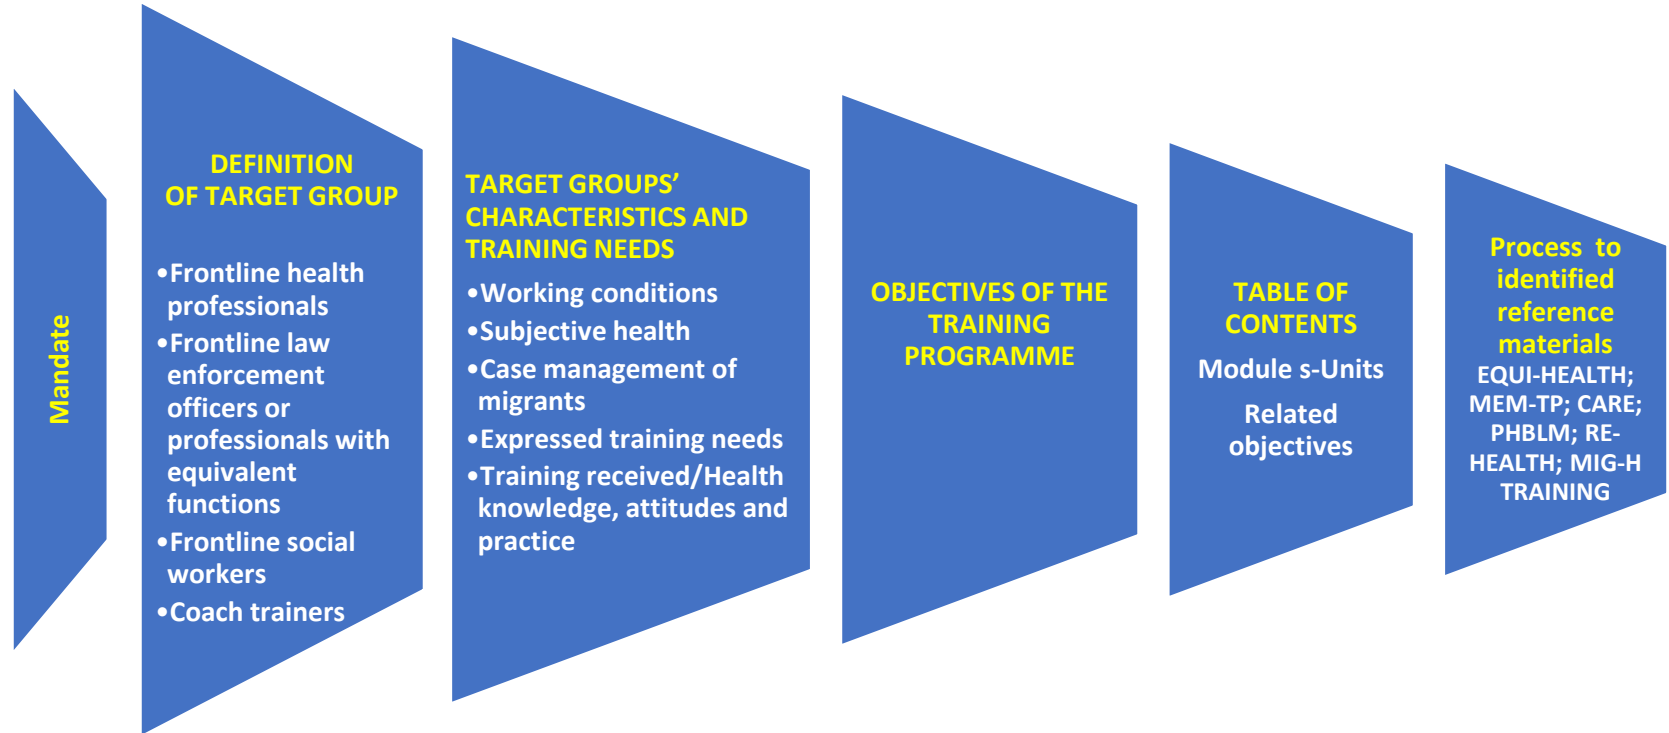 Mandate
DEFINITION
OF TARGET GROUP
•Frontline health
professionals
•Frontline law
enforcement
officers or
professionals with
equivalent
functions
•Frontline social
workers
•Coach trainers
TARGET GROUPS’
CHARACTERISTICS AND
TRAINING NEEDS
•Working conditions
•Subjective health
•Case management of
migrants
•Expressed training needs
•Training received/Health
knowledge, attitudes and
practice
OBJECTIVES OF THE
TRAINING
PROGRAMME
TABLE OF
CONTENTS
Module s-Units
Related
objectives
Process to
identified
reference
materials
EQUI-HEALTH;
MEM-TP; CARE;
PHBLM; RE-
HEALTH; MIG-H
TRAINING